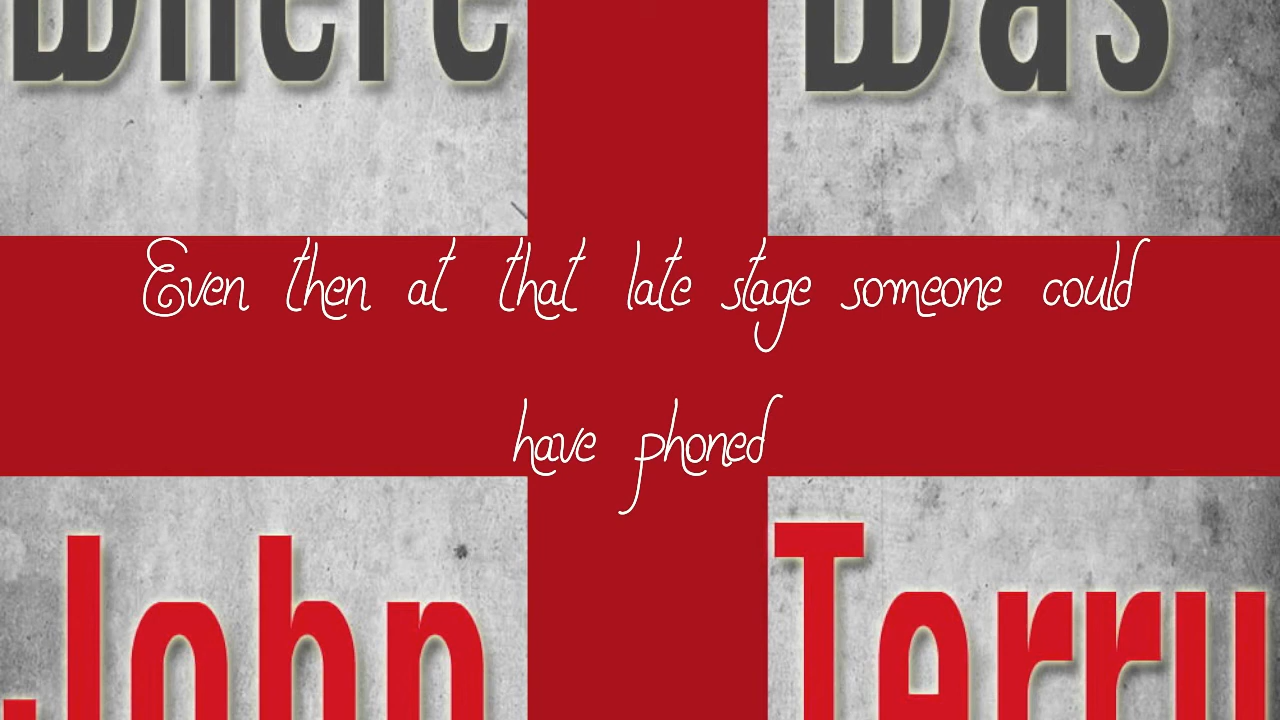 where was
Even then at that late stage someone could
have phoned
John Terry